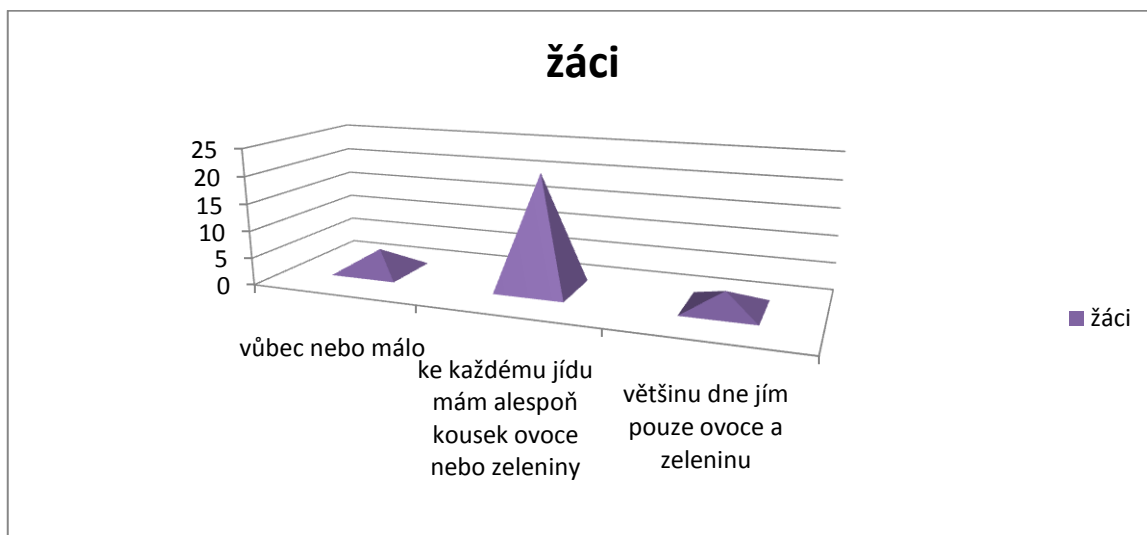 žáci
25
20
15
10
5
0
vůbec nebo málo
ke každému jídu
mám alespoň
kousek ovoce
nebo zeleniny
většinu dne jím
pouze ovoce a
zeleninu
žáci